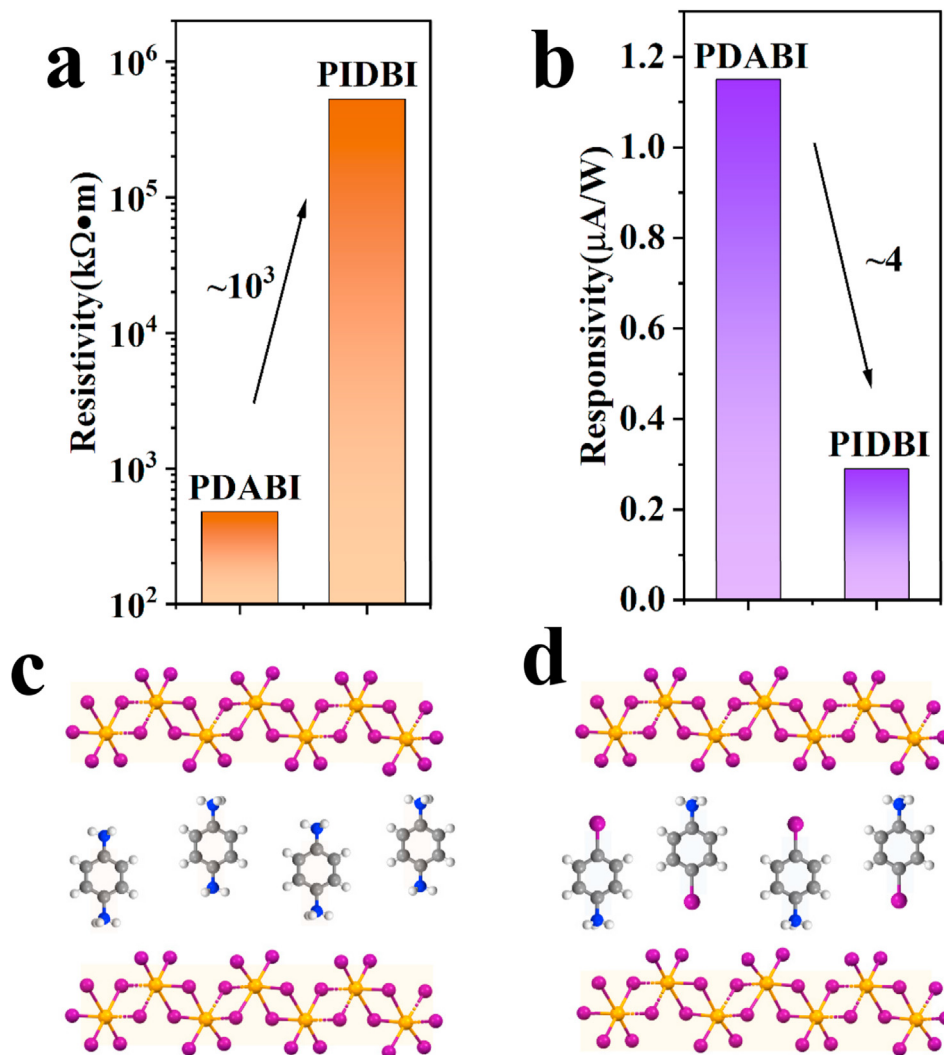 a
PIDBI
PDABI
~10³
Resistivity(kΩ•m)
10⁶
10⁵
10⁴
10³
10²
b
PDABI
PIDBI
~4
Responsivity(μA/W)
1.2
1.0
0.8
0.6
0.4
0.2
0.0
c
d